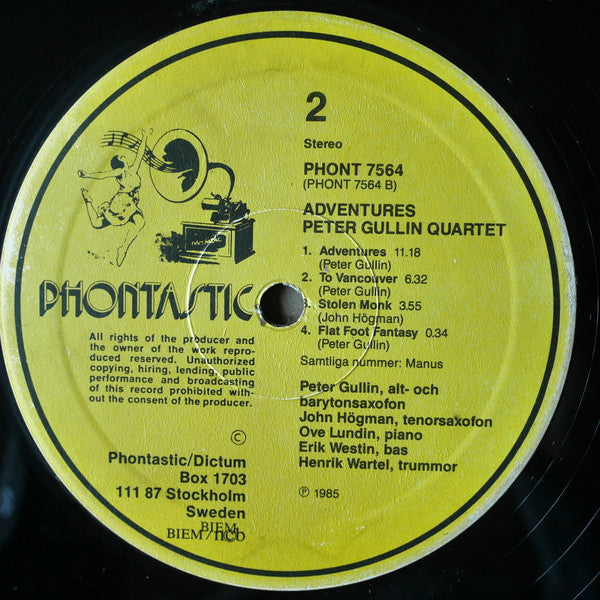 2
Stereo
PHONT 7564
(PHONT 7564 B)
ADVENTURES
PETER GULLIN QUARTET
1. Adventures 11.18
(Peter Gullin)
2. To Vancouver 6.32
(Peter Gullin)
3. Stolen Monk 3.55
(John Högman)
4. Flat Foot Fantasy 0.34
(Peter Gullin)
Samtliga nummer: Manus
Peter Gullin, alt- och
barytonsaxofon
John Högman, tenorsaxofon
Ove Lundin, piano
Erik Westin, bas
Henrik Wartel, trummor
Ⓟ 1985
PHONTASTIC
All rights of the producer and
the owner of the work repro-
duced reserved. Unauthorized
copying, hiring, lending, public
performance and broadcasting
of this record prohibited with-
out the consent of the producer.
©
Phontastic/Dictum
Box 1703
111 87 Stockholm
Sweden
BIEM
BIEM/ncb